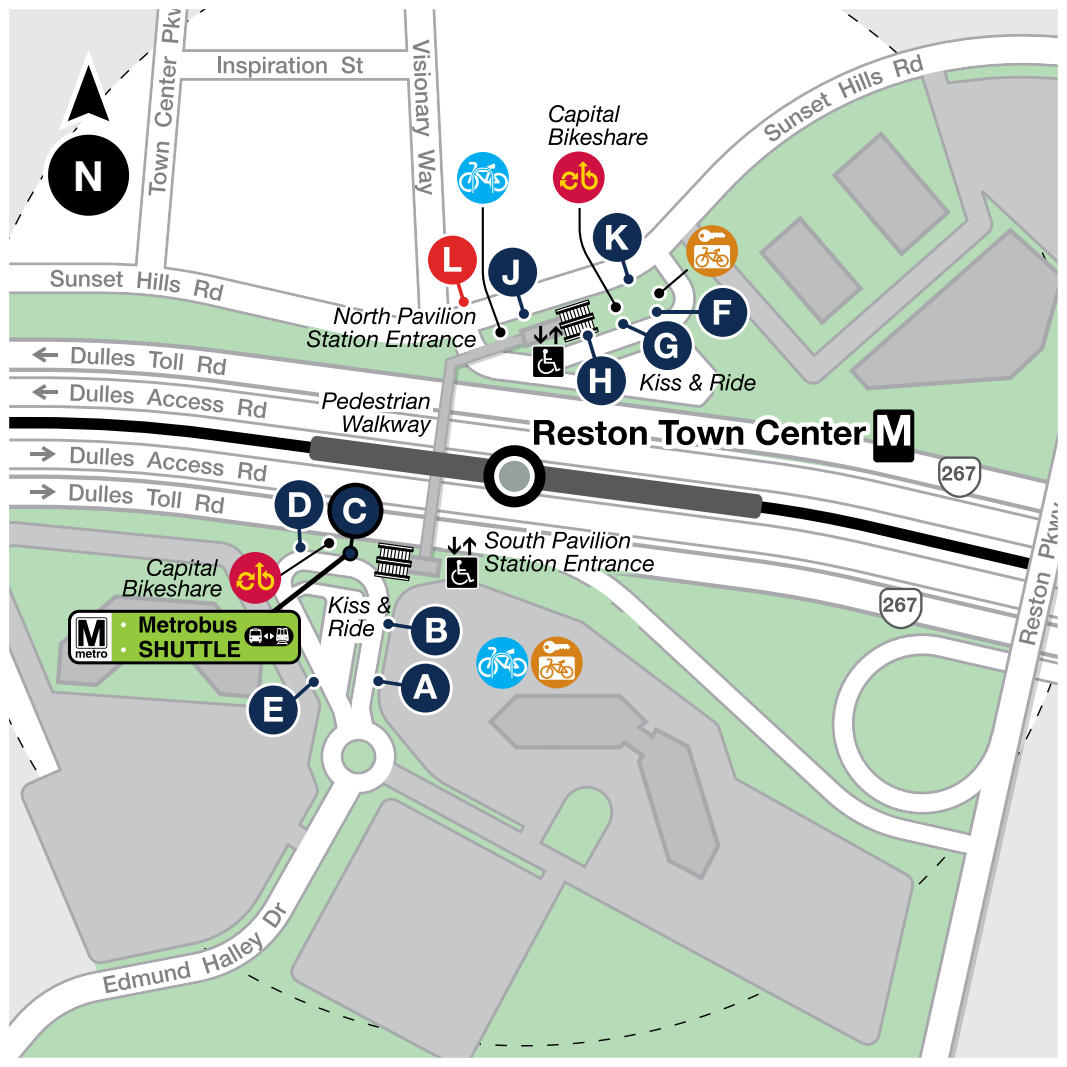 Town Center Pkwy
Inspiration St
Visionary Way
Sunset Hills Rd
Capital
Bikeshare
N
K
L
J
Sunset Hills Rd
North Pavilion
Station Entrance
F
G
H
Kiss & Ride
← Dulles Toll Rd
← Dulles Access Rd
Pedestrian
Walkway
Reston Town Center M
→ Dulles Access Rd
→ Dulles Toll Rd
267
D
C
South Pavilion
Station Entrance
Capital
Bikeshare
cb
cb
267
Reston Pkwy
Kiss &
Ride
B
M
metro
· Metrobus
· SHUTTLE
A
E
Edmund Halley Dr